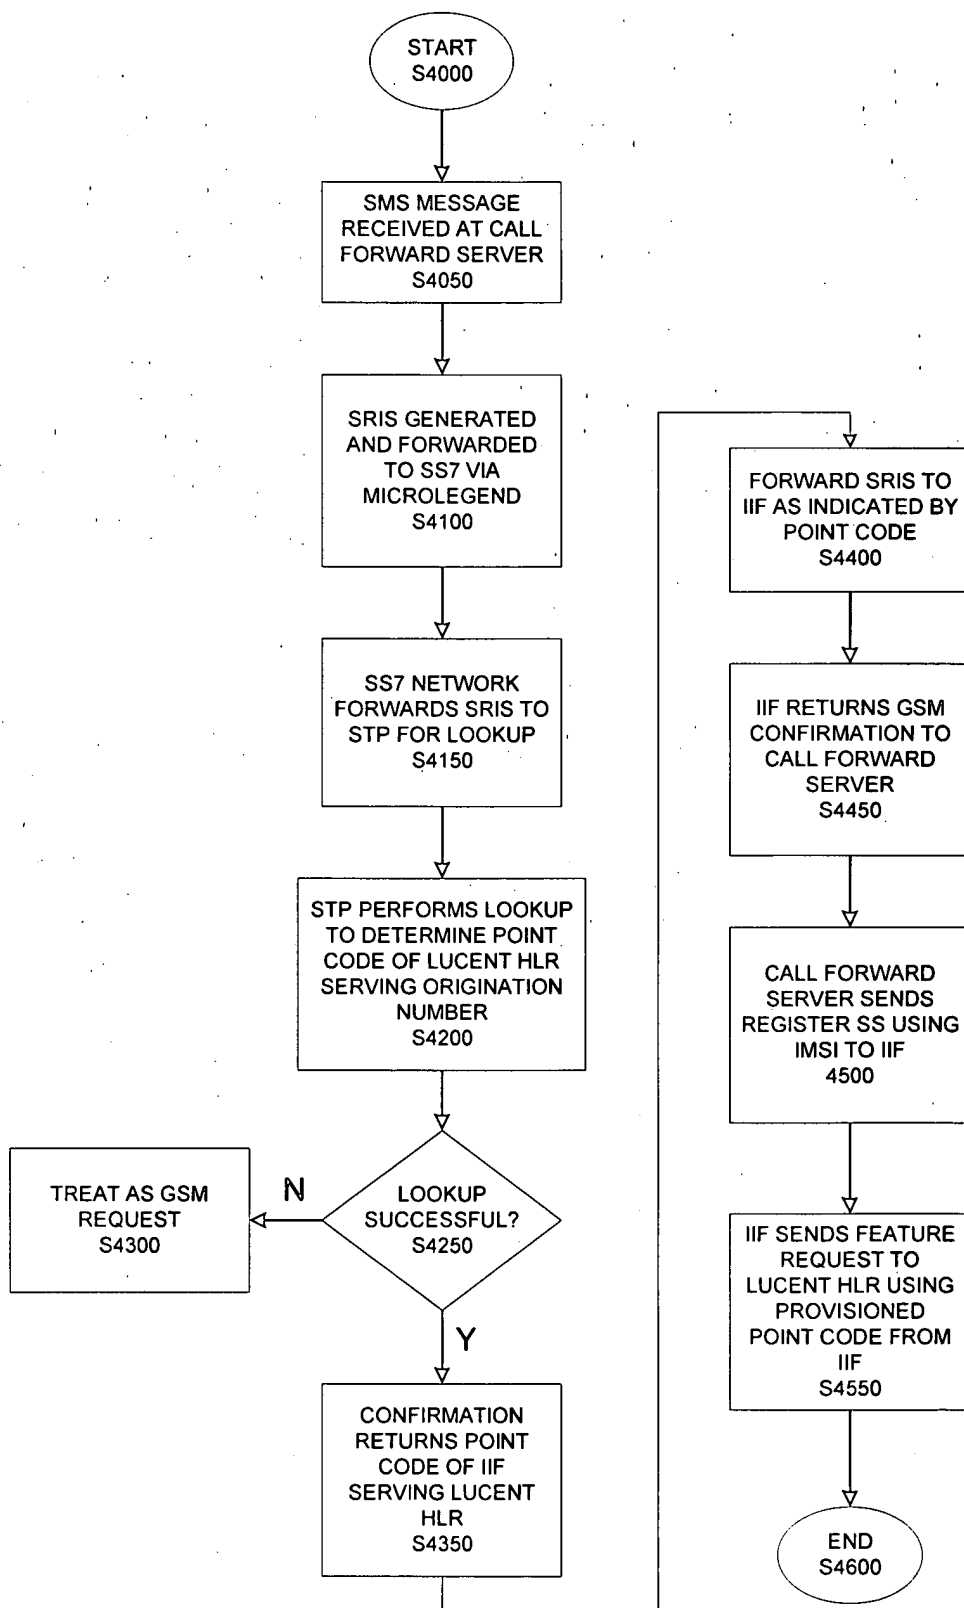 START
S4000
SMS MESSAGE
RECEIVED AT CALL
FORWARD SERVER
S4050
SRIS GENERATED
AND FORWARDED
TO SS7 VIA
MICROLEGEND
S4100
SS7 NETWORK
FORWARDS SRIS TO
STP FOR LOOKUP
S4150
STP PERFORMS LOOKUP
TO DETERMINE POINT
CODE OF LUCENT HLR
SERVING ORIGINATION
NUMBER
S4200
LOOKUP
SUCCESSFUL?
S4250
N
TREAT AS GSM
REQUEST
S4300
Y
CONFIRMATION
RETURNS POINT
CODE OF IIF
SERVING LUCENT
HLR
S4350
FORWARD SRIS TO
IIF AS INDICATED BY
POINT CODE
S4400
IIF RETURNS GSM
CONFIRMATION TO
CALL FORWARD
SERVER
S4450
CALL FORWARD
SERVER SENDS
REGISTER SS USING
IMSI TO IIF
4500
IIF SENDS FEATURE
REQUEST TO
LUCENT HLR USING
PROVISIONED
POINT CODE FROM
IIF
S4550
END
S4600